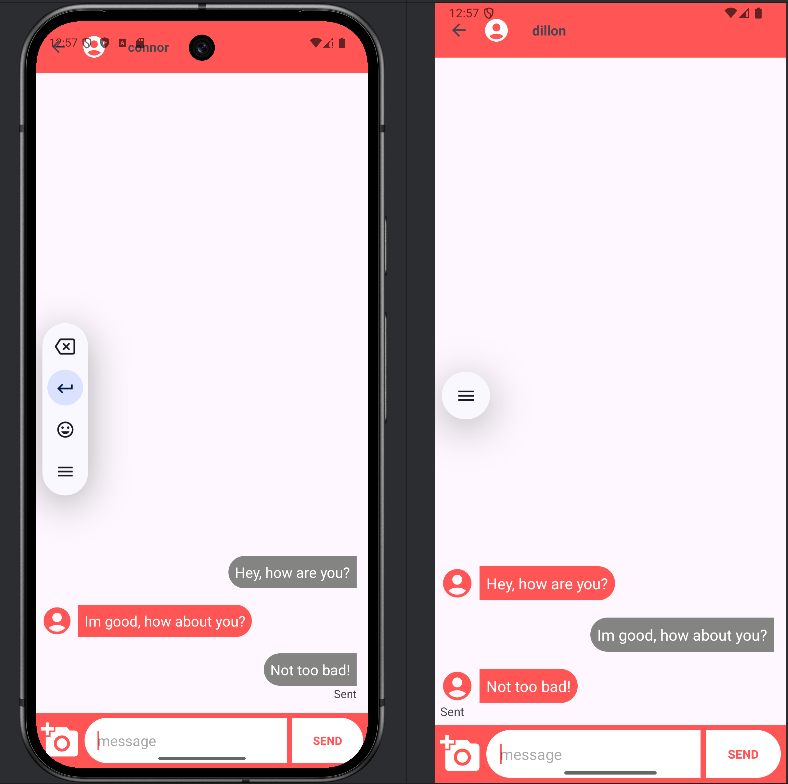 12:57
connor
Hey, how are you?
Im good, how about you?
Not too bad!
Sent
message
SEND
12:57
dillon
Hey, how are you?
Im good, how about you?
Not too bad!
Sent
message
SEND